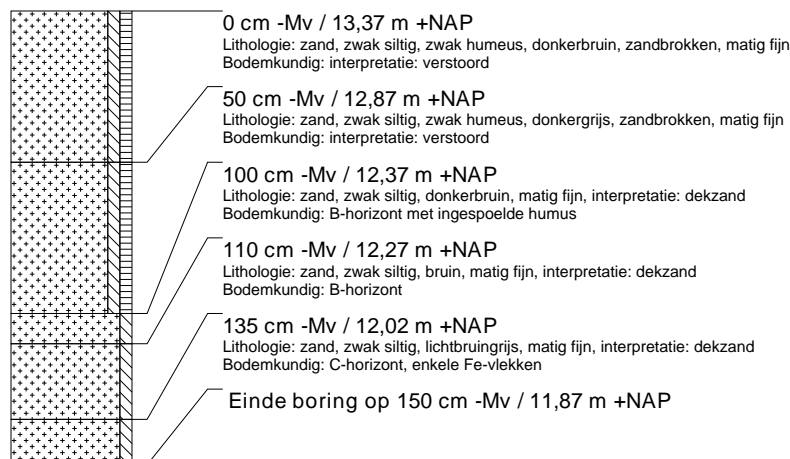 0 cm -Mv / 13,37 m +NAP
Lithologie: zand, zwak siltig, zwak humeus, donkerbruin, zandbrokken, matig fijn
Bodemkundig: interpretatie: verstoord
50 cm -Mv / 12,87 m +NAP
Lithologie: zand, zwak siltig, zwak humeus, donkergrijs, zandbrokken, matig fijn
Bodemkundig: interpretatie: verstoord
100 cm -Mv / 12,37 m +NAP
Lithologie: zand, zwak siltig, donkerbruin, matig fijn, interpretatie: dekzand
Bodemkundig: B-horizont met ingespoelde humus
110 cm -Mv / 12,27 m +NAP
Lithologie: zand, zwak siltig, bruin, matig fijn, interpretatie: dekzand
Bodemkundig: B-horizont
135 cm -Mv / 12,02 m +NAP
Lithologie: zand, zwak siltig, lichtbruingrijs, matig fijn, interpretatie: dekzand
Bodemkundig: C-horizont, enkele Fe-vlekken
Einde boring op 150 cm -Mv / 11,87 m +NAP